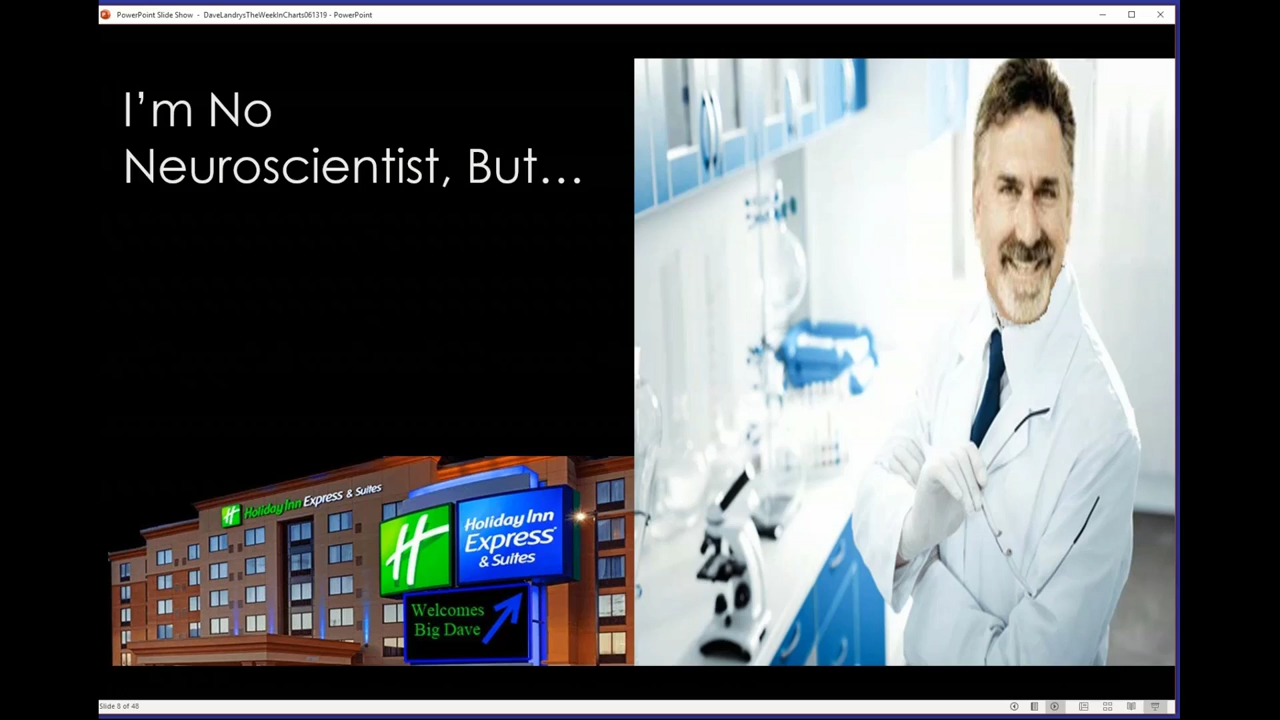 PowerPoint Slide Show - DaveLandrysTheWeekInCharts061319 - PowerPoint
I'm No
Neuroscientist, But...
Holiday Inn Express & Suites
Holiday Inn
Express
& Suites
Welcomes
Big Dave
Slide 8 of 48